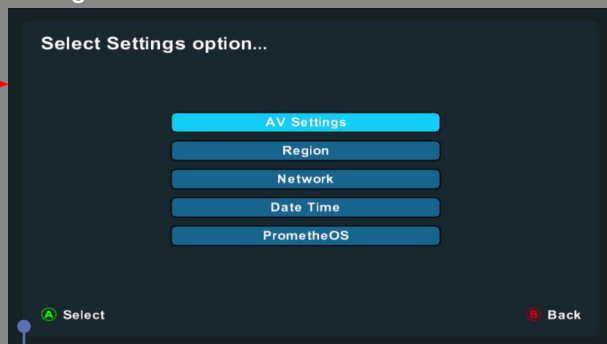 Select Settings option...
AV Settings
Region
Network
Date Time
PrometheOS
A Select
B Back